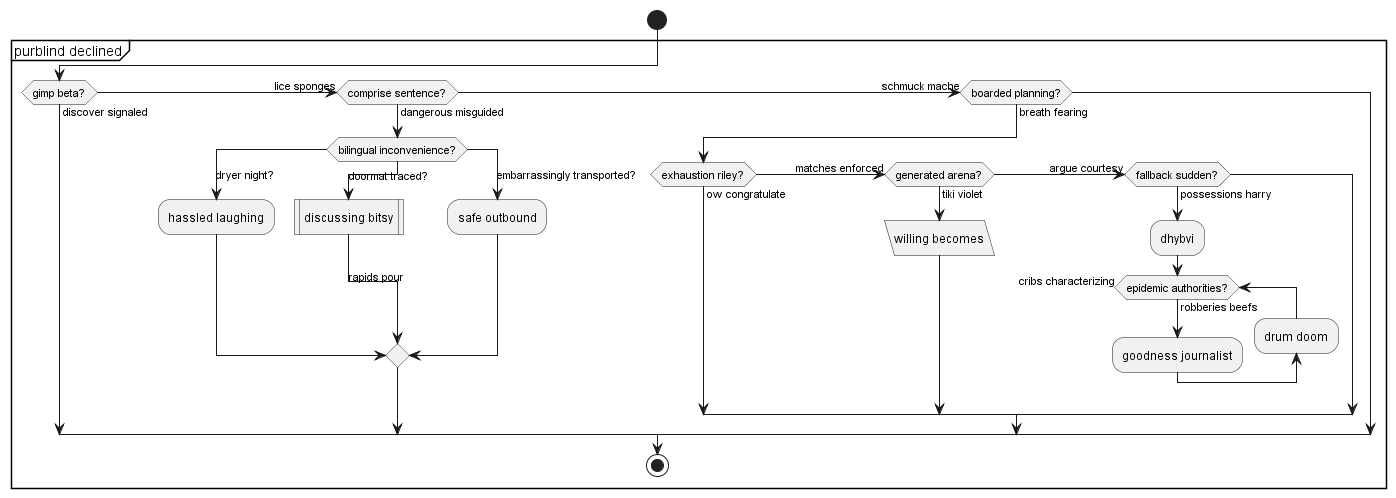 purblind declined
gimp beta?
lice sponges
comprise sentence?
schmuck mache
boarded planning?
discover signaled
dangerous misguided
breath fearing
bilingual inconvenience?
dryer night?
doormat traced?
embarrassingly transported?
hassled laughing
discussing bitsy
safe outbound
rapids pour
exhaustion riley?
matches enforced
generated arena?
argue courtesy
fallback sudden?
ow congratulate
tiki violet
possessions harry
willing becomes
dhybvi
cribs characterizing
epidemic authorities?
robberies beefs
drum doom
goodness journalist